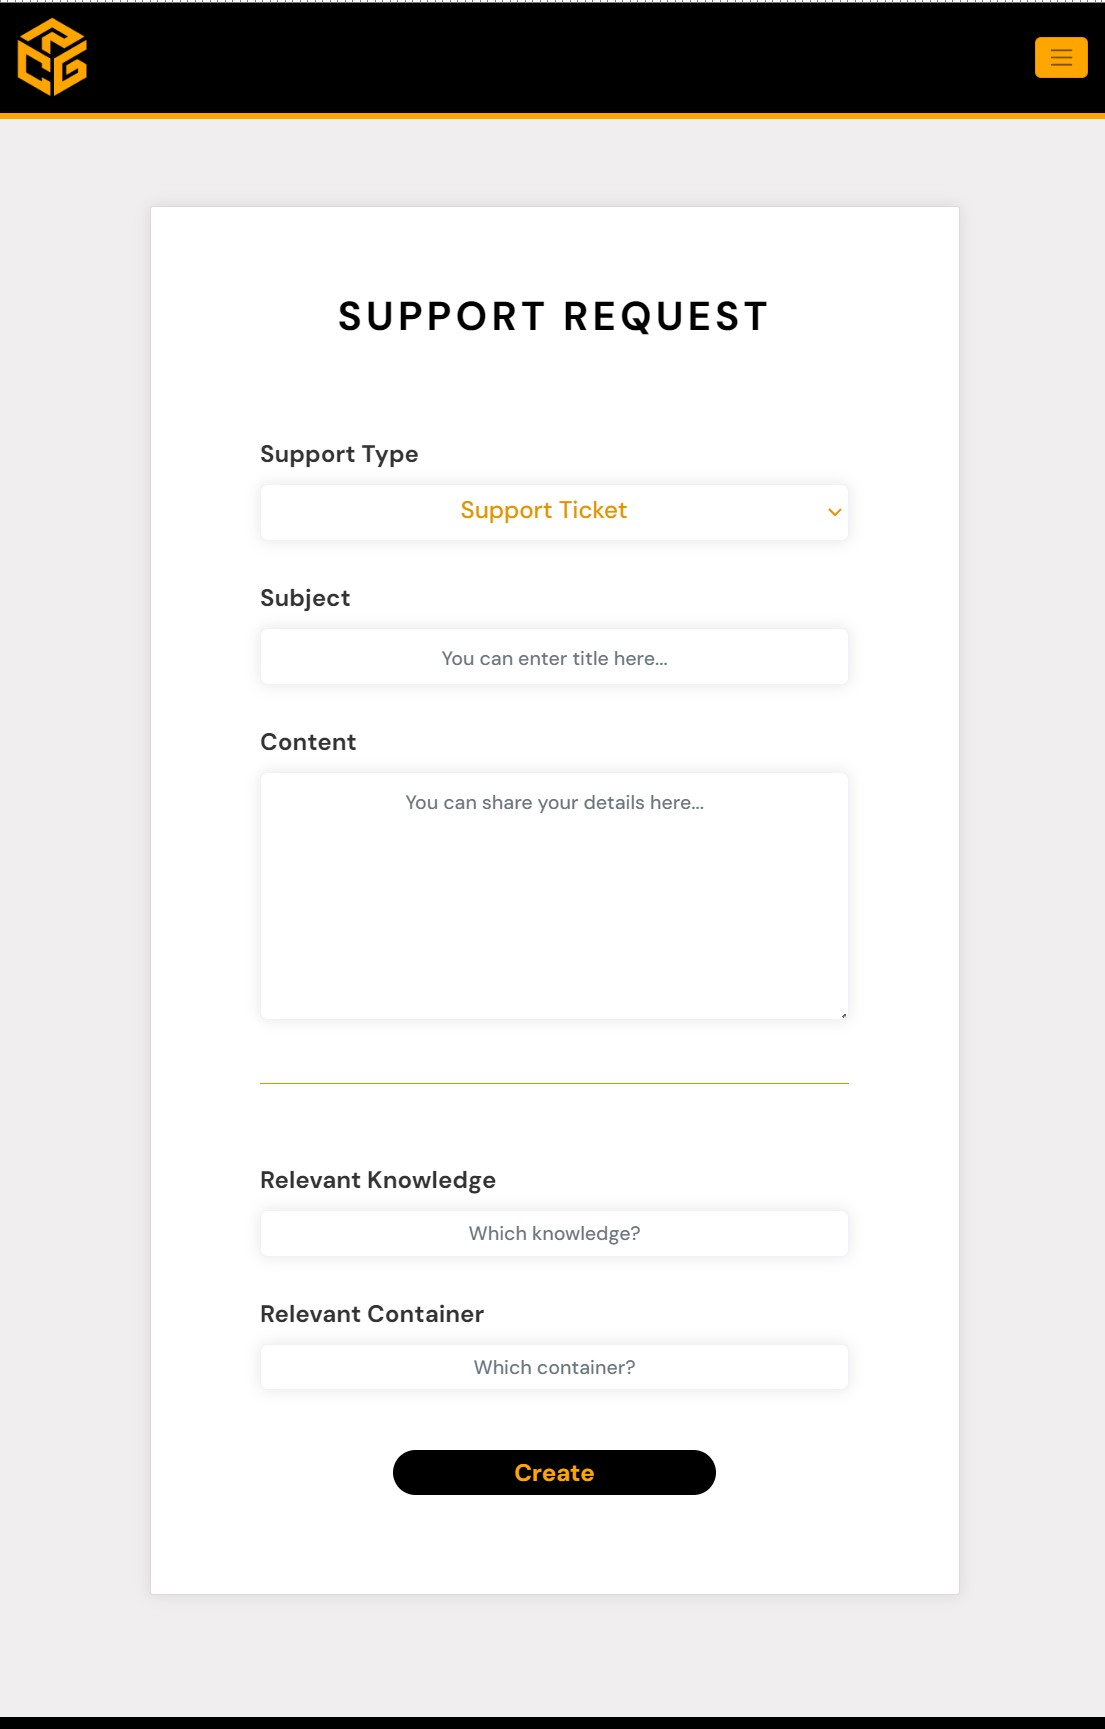 SUPPORT REQUEST
Support Type
Support Ticket
Subject
You can enter title here...
Content
You can share your details here...
Relevant Knowledge
Which knowledge?
Relevant Container
Which container?
Create